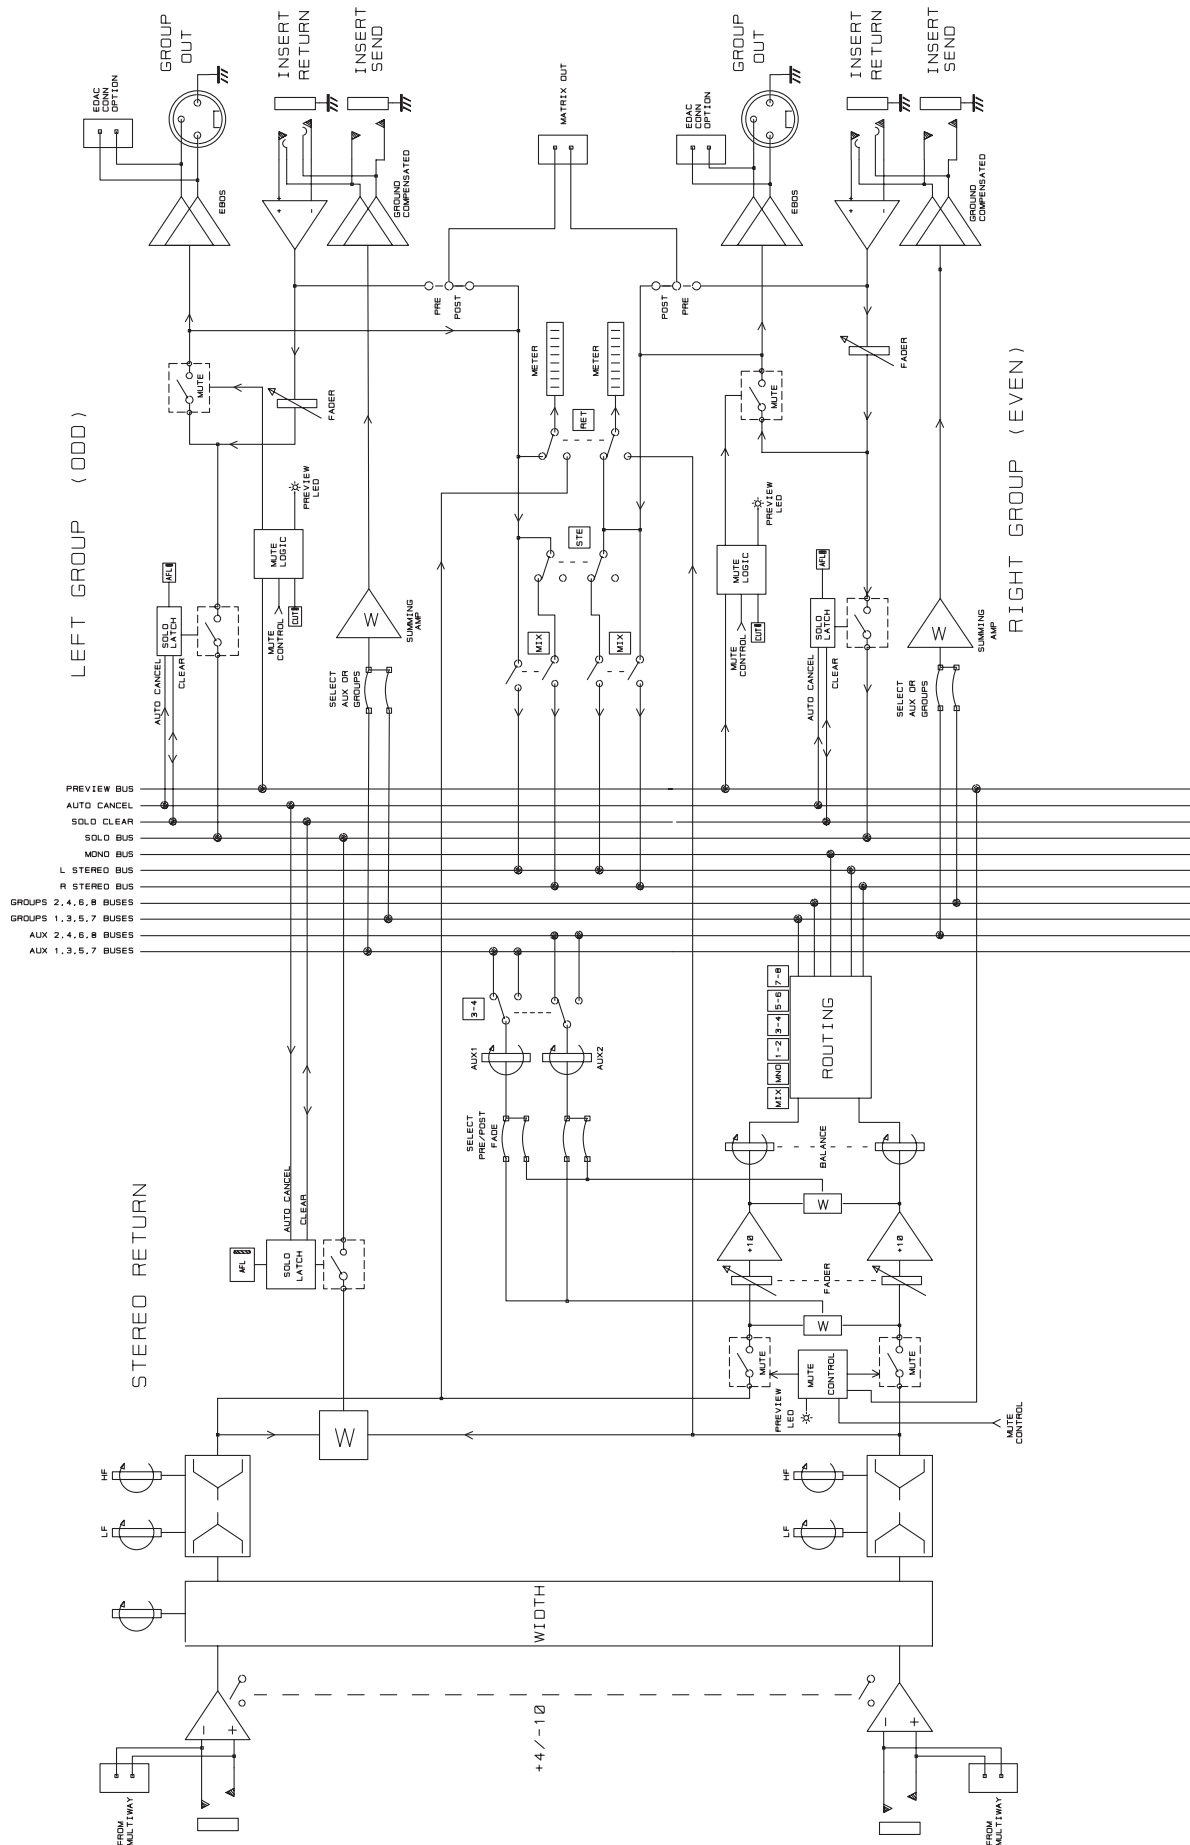 GROUP
OUT
INSERT
RETURN
INSERT
SEND
EDAC
CONN
OPTION
EBOS
GROUND
COMPENSATED
MATRIX OUT
GROUP
OUT
INSERT
RETURN
INSERT
SEND
EDAC
CONN
OPTION
EBOS
GROUND
COMPENSATED
+
-
+
-
PRE
POST
POST
PRE
METER
METER
MUTE
FADER
RET
MUTE
FADER
LEFT GROUP (ODD)
RIGHT GROUP (EVEN)
PREVIEW
LED
MUTE
LOGIC
MUTE
CONTROL
CUT
AFL
SOLO
LATCH
AUTO CANCEL
CLEAR
W
SUMMING
AMP
SELECT
AUX OR
GROUPS
STE
MIX
MIX
PREVIEW
LED
MUTE
LOGIC
MUTE
CONTROL
CUT
AFL
SOLO
LATCH
AUTO CANCEL
CLEAR
W
SUMMING
AMP
SELECT
AUX OR
GROUPS
PREVIEW BUS
AUTO CANCEL
SOLO CLEAR
SOLO BUS
MONO BUS
L STEREO BUS
R STEREO BUS
GROUPS 2,4,6,8 BUSES
GROUPS 1,3,5,7 BUSES
AUX 2,4,6,8 BUSES
AUX 1,3,5,7 BUSES
3-4
AUX1
AUX2
SELECT
PRE/POST
FADE
MIX
MNO
1-2
3-4
5-6
7-8
ROUTING
BALANCE
W
+10
+10
FADER
W
MUTE
MUTE
CONTROL
MUTE
PREVIEW
LED
MUTE
CONTROL
STEREO RETURN
AUTO CANCEL
CLEAR
AFL
SOLO
LATCH
W
HF
LF
HF
LF
WIDTH
+4/-10
-
+
-
+
FROM
MULTIWAY
FROM
MULTIWAY